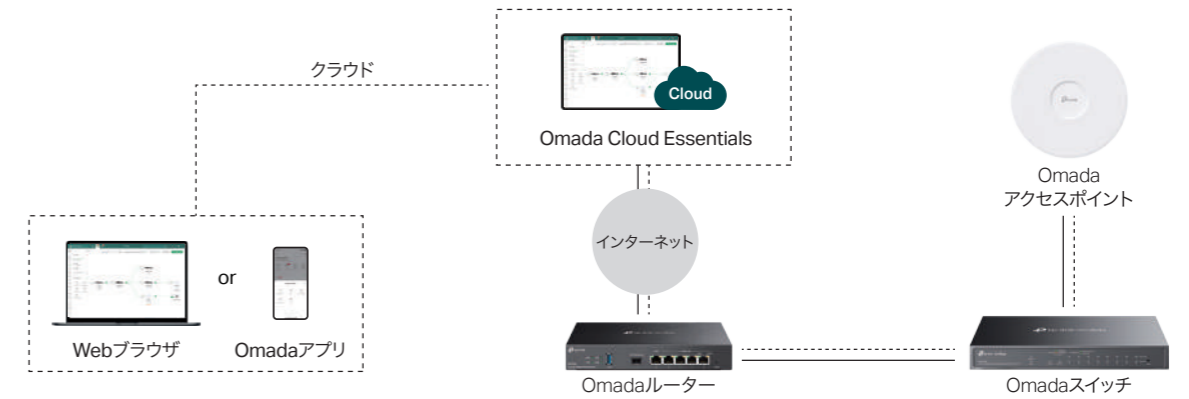 クラウド
Cloud
Omada Cloud Essentials
Omada
アクセスポイント
インターネット
or
Webブラウザ
Omadaアプリ
Omadaルーター
Omadaスイッチ